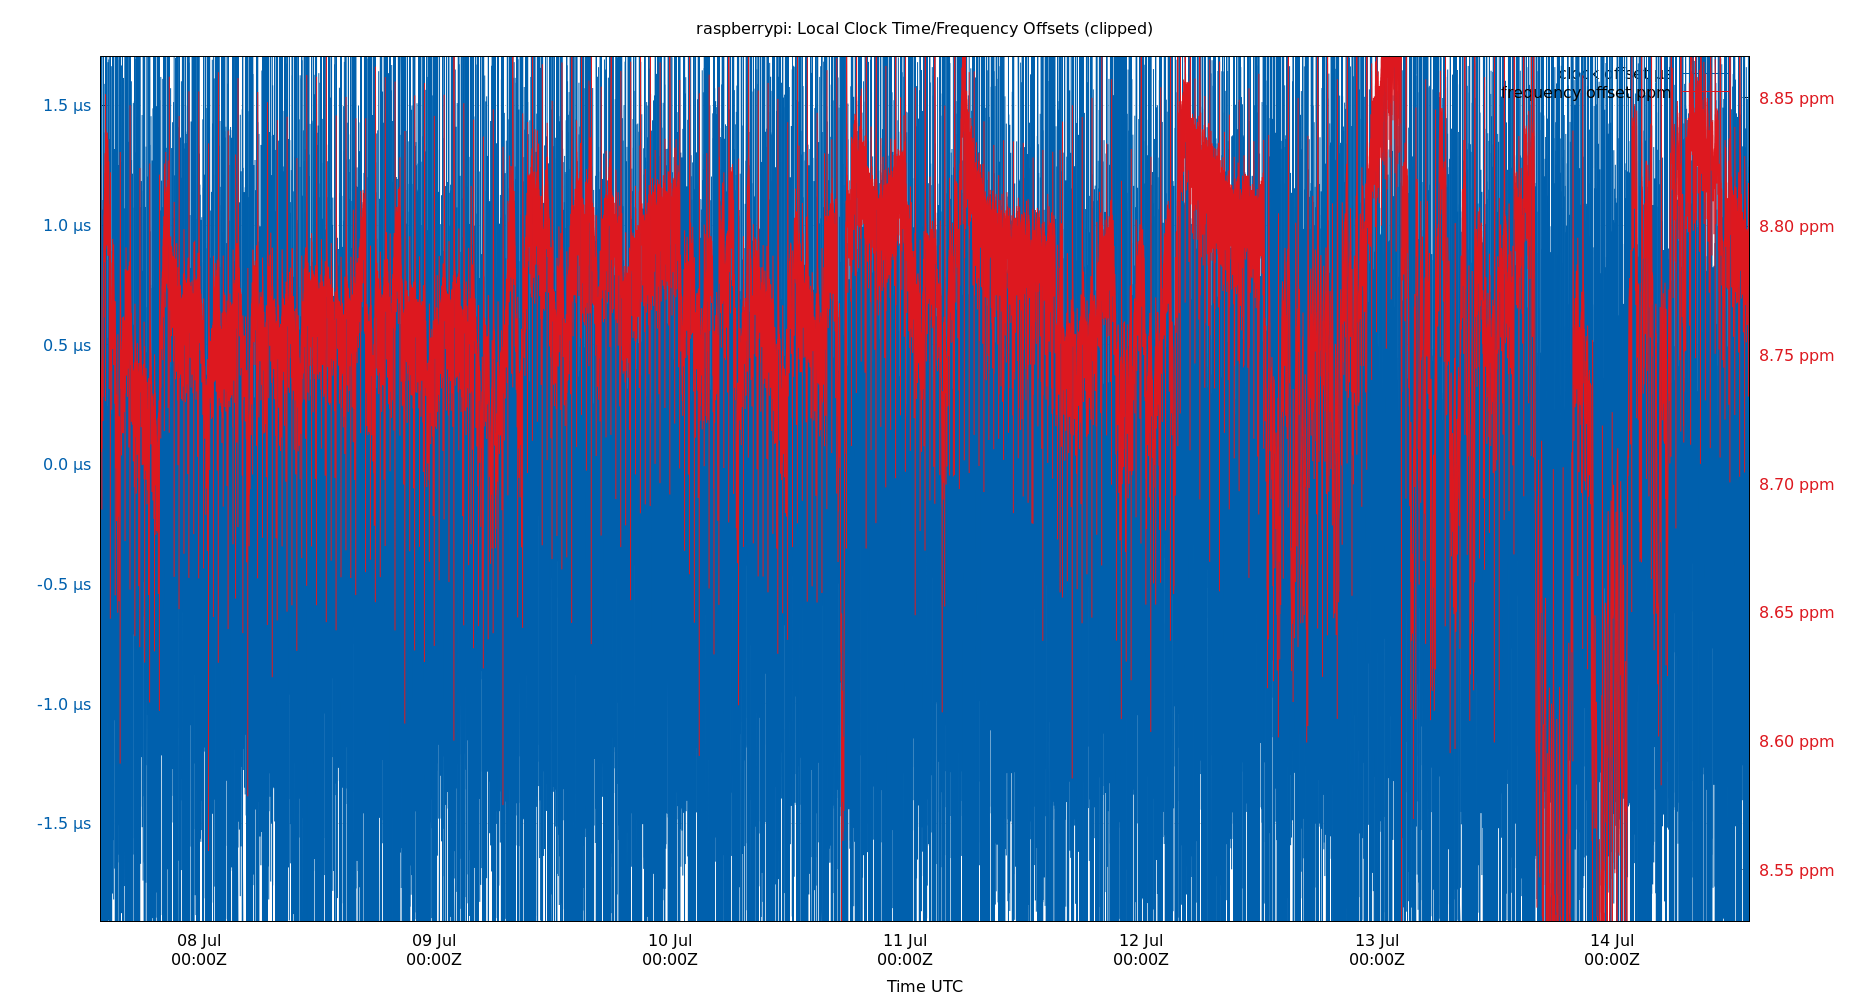 raspberrypi: Local Clock Time/Frequency Offsets (clipped)
clock offset µs
frequency offset ppm
1.5 µs
1.0 µs
0.5 µs
0.0 µs
-0.5 µs
-1.0 µs
-1.5 µs
8.85 ppm
8.80 ppm
8.75 ppm
8.70 ppm
8.65 ppm
8.60 ppm
8.55 ppm
08 Jul 09 Jul 10 Jul 11 Jul 12 Jul 13 Jul 14 Jul
00:00Z 00:00Z 00:00Z 00:00Z 00:00Z 00:00Z 00:00Z
Time UTC